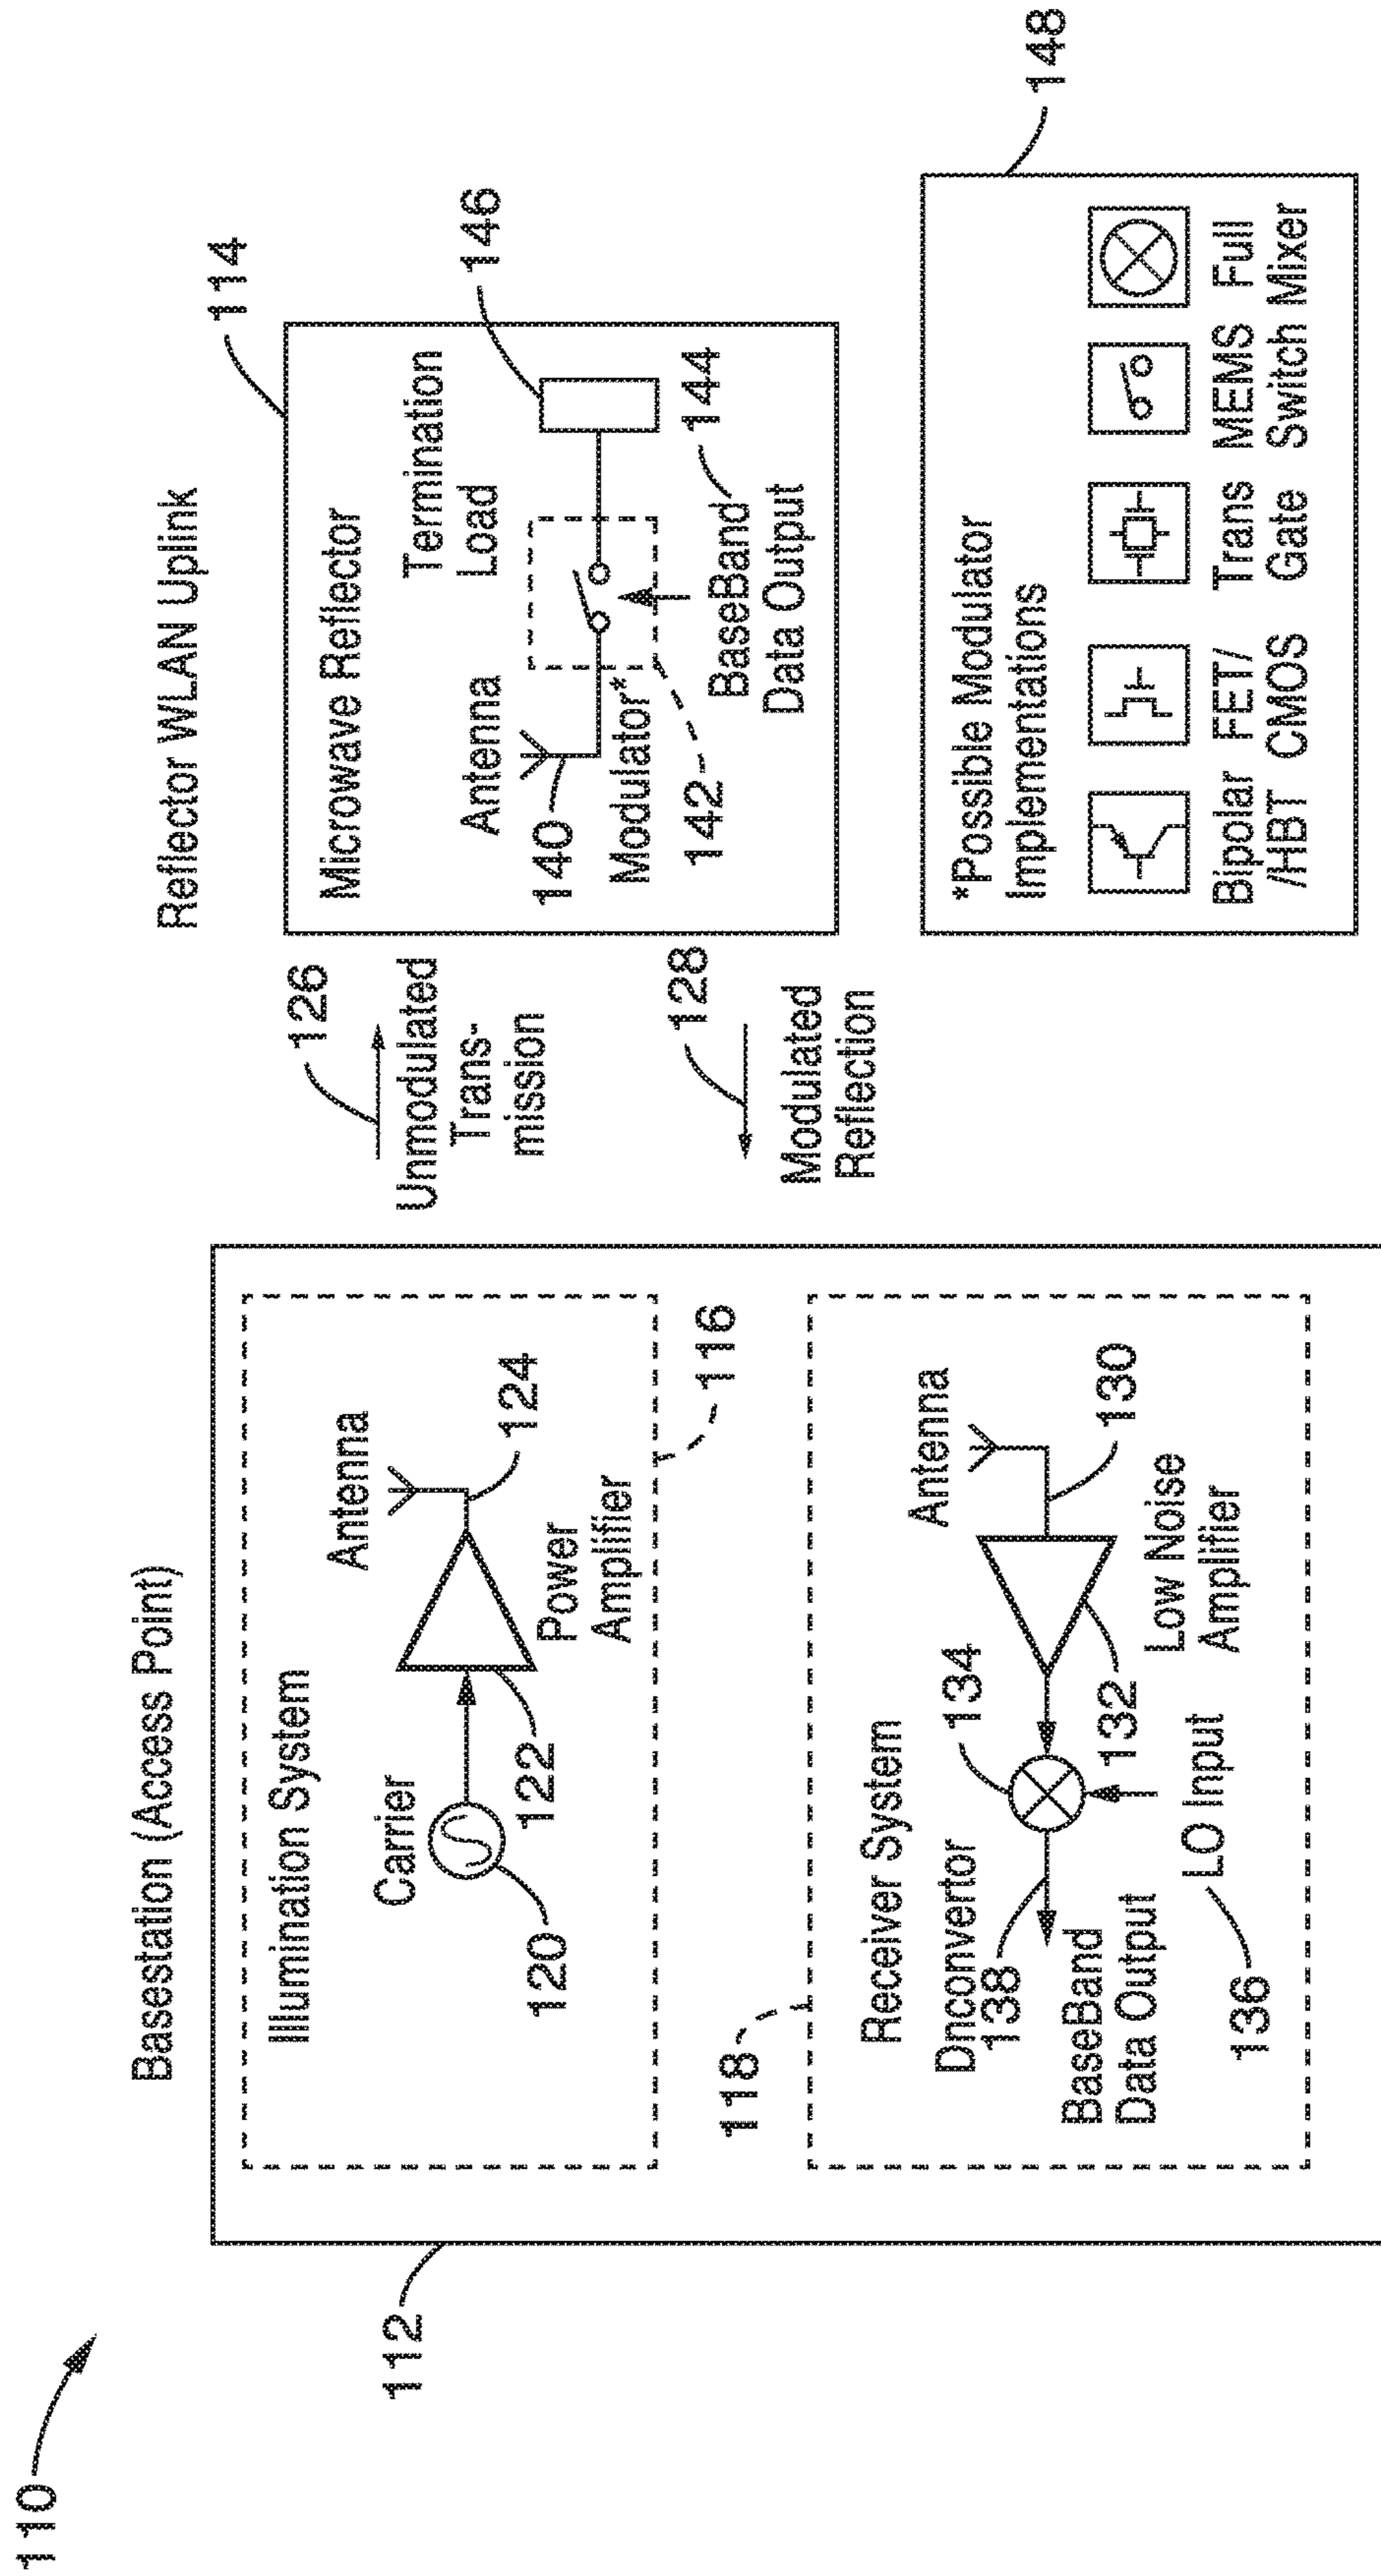 110
Basestation (Access Point)
112
Illumination System
Carrier
Antenna
120
122
124
Power
Amplifier
116
118
Receiver System
Dnconvertor
134
Antenna
138
130
BaseBand
Data Output
132
Low Noise
Amplifier
LO Input
136
126
Unmodulated
Trans-
mission
128
Modulated
Reflection
Reflector WLAN Uplink
114
Microwave Reflector
Antenna
Termination
Load
146
140
Modulator*
142
144
BaseBand
Data Output
148
*Possible Modulator
Implementations
Bipolar FET/ Trans MEMS Full
/HBT CMOS Gate Switch Mixer